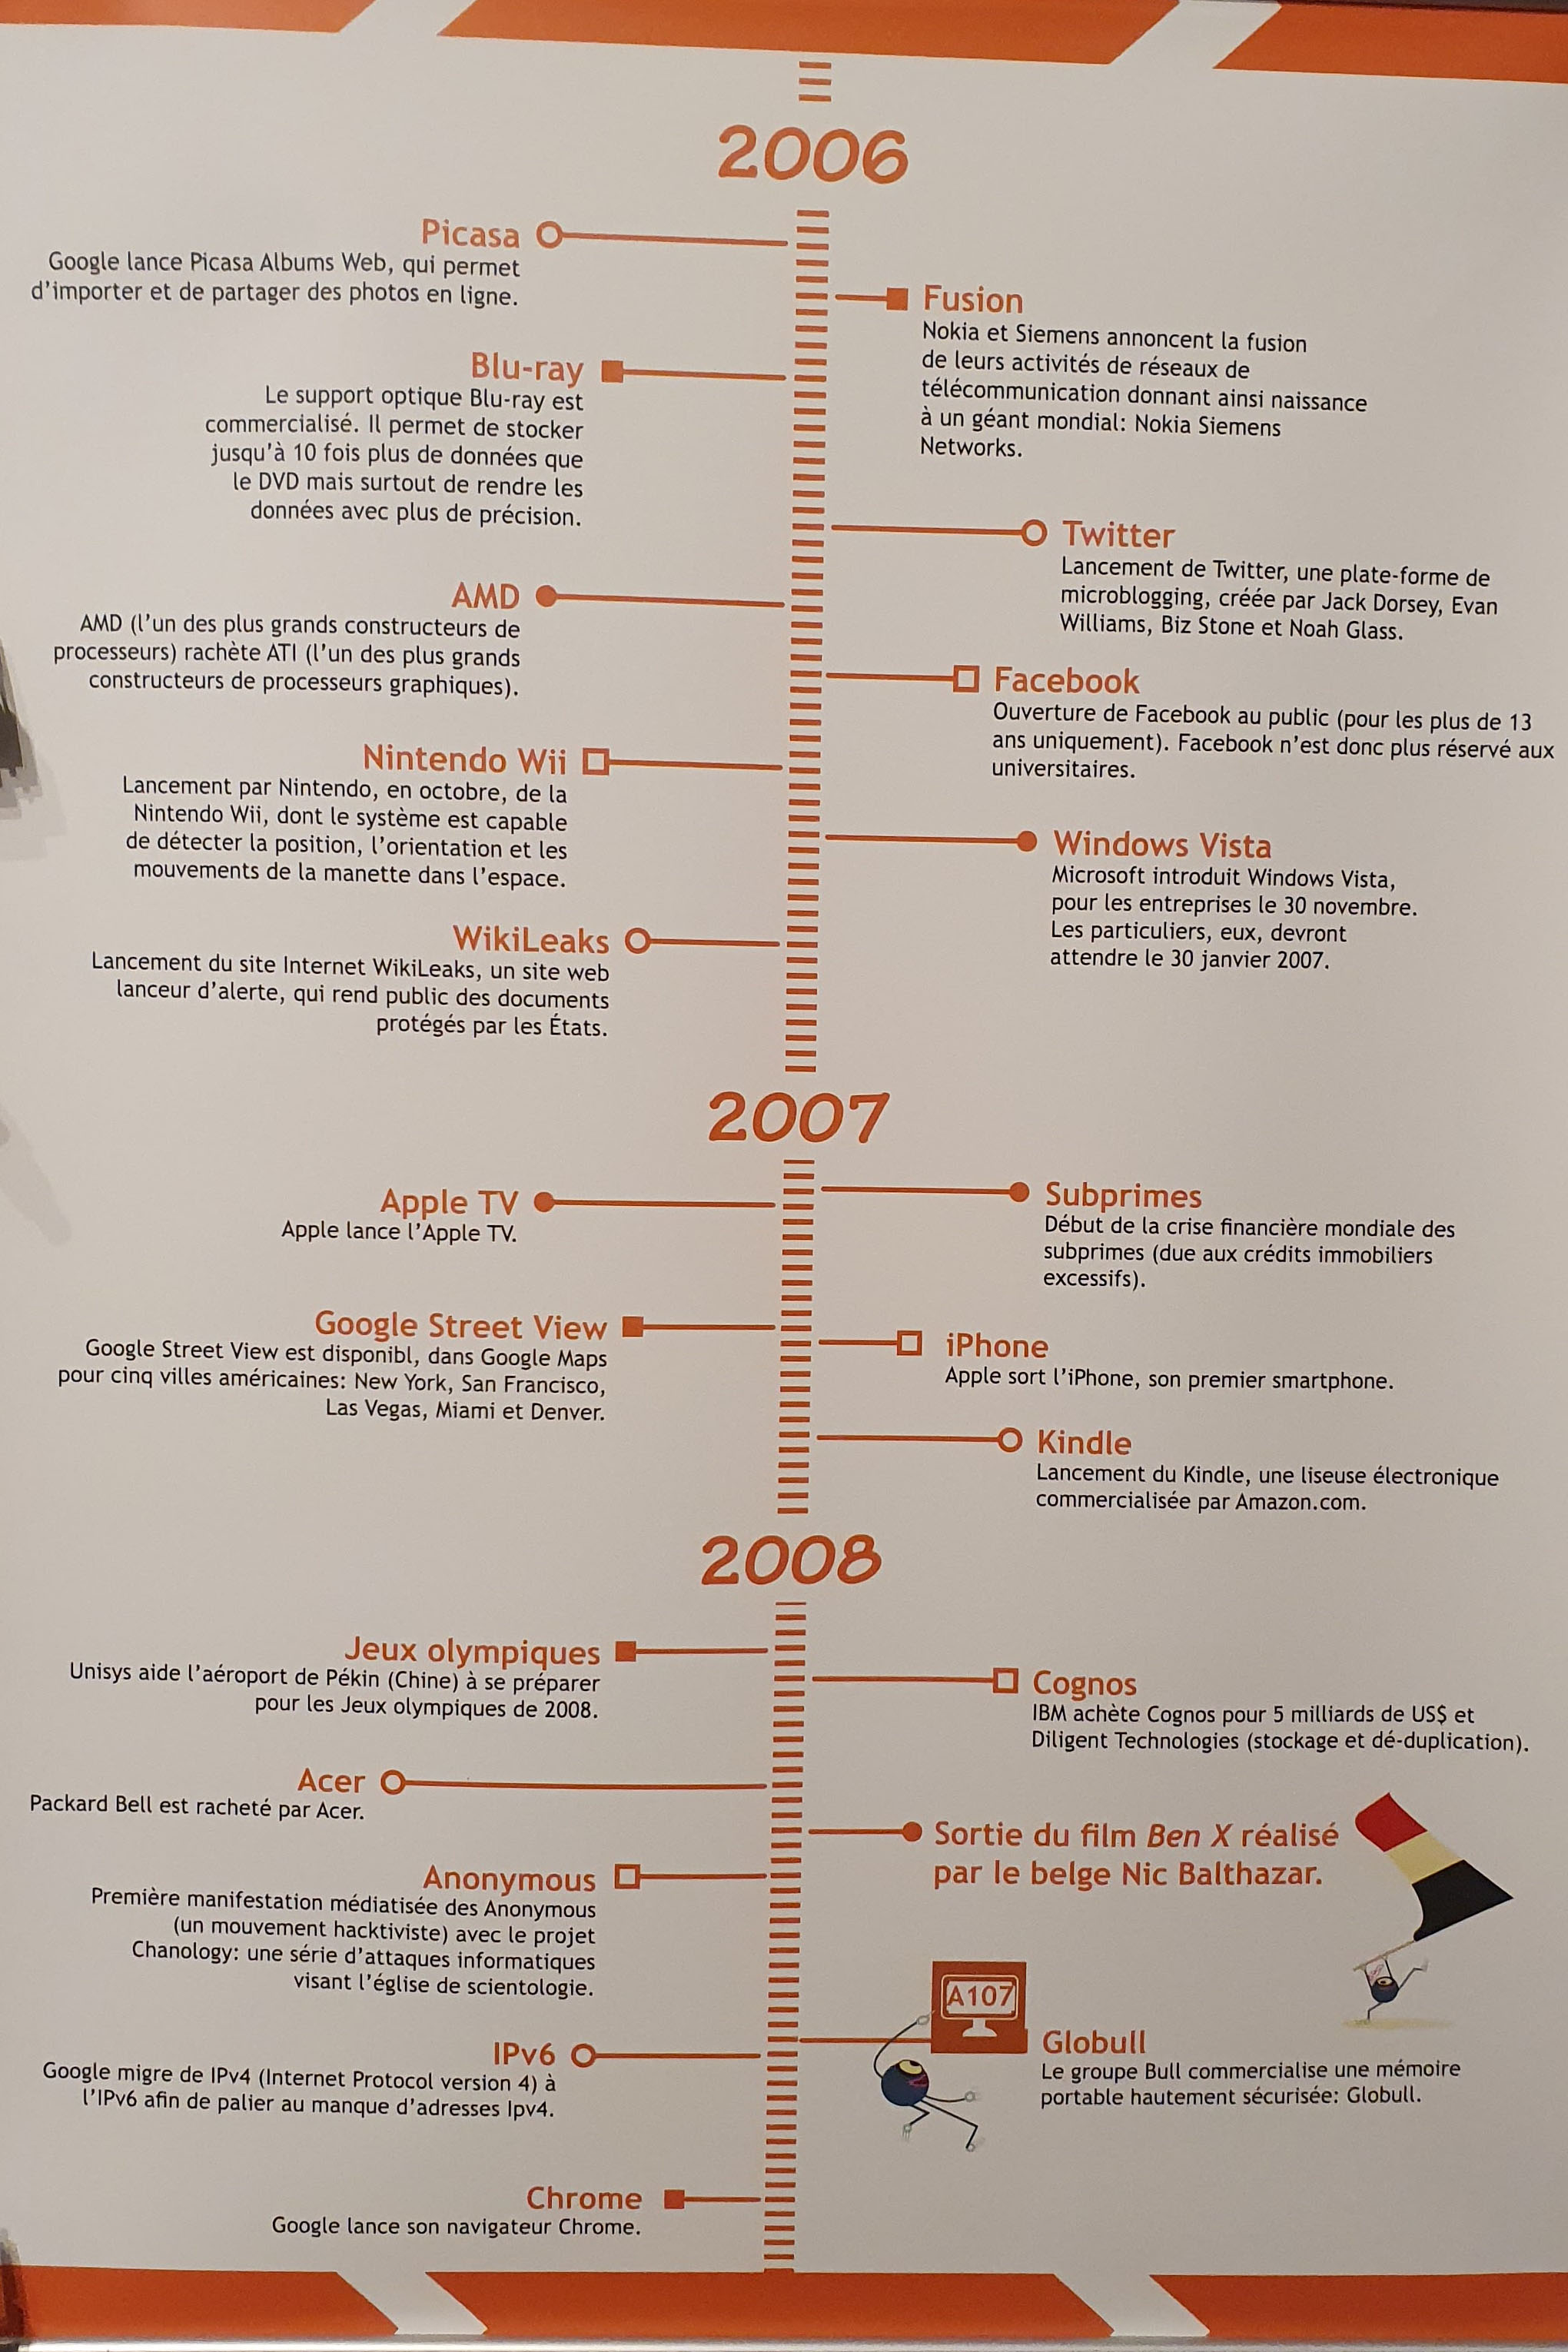 2006
Picasa
Google lance Picasa Albums Web, qui permet
d'importer et de partager des photos en ligne.
Fusion
Nokia et Siemens annoncent la fusion
de leurs activités de réseaux de
télécommunication donnant ainsi naissance
à un géant mondial: Nokia Siemens
Networks.
Blu-ray
Le support optique Blu-ray est
commercialisé. Il permet de stocker
jusqu'à 10 fois plus de données que
le DVD mais surtout de rendre les
données avec plus de précision.
Twitter
Lancement de Twitter, une plate-forme de
microblogging, créée par Jack Dorsey, Evan
Williams, Biz Stone et Noah Glass.
AMD
AMD (l'un des plus grands constructeurs de
processeurs) rachète ATI (l'un des plus grands
constructeurs de processeurs graphiques).
Facebook
Ouverture de Facebook au public (pour les plus de 13
ans uniquement). Facebook n'est donc plus réservé aux
universitaires.
Nintendo Wii
Lancement par Nintendo, en octobre, de la
Nintendo Wii, dont le système est capable
de détecter la position, l'orientation et les
mouvements de la manette dans l'espace.
Windows Vista
Microsoft introduit Windows Vista,
pour les entreprises le 30 novembre.
Les particuliers, eux, devront
attendre le 30 janvier 2007.
WikiLeaks
Lancement du site Internet WikiLeaks, un site web
lanceur d'alerte, qui rend public des documents
protégés par les États.
2007
Apple TV
Apple lance l'Apple TV.
Subprimes
Début de la crise financière mondiale des
subprimes (due aux crédits immobiliers
excessifs).
Google Street View
Google Street View est disponibl, dans Google Maps
pour cinq villes américaines: New York, San Francisco,
Las Vegas, Miami et Denver.
iPhone
Apple sort l'iPhone, son premier smartphone.
Kindle
Lancement du Kindle, une liseuse électronique
commercialisée par Amazon.com.
2008
Jeux olympiques
Unisys aide l'aéroport de Pékin (Chine) à se préparer
pour les Jeux olympiques de 2008.
Cognos
IBM achète Cognos pour 5 milliards de US$ et
Diligent Technologies (stockage et dé-duplication).
Acer
Packard Bell est racheté par Acer.
Sortie du film Ben X réalisé
par le belge Nic Balthazar.
Anonymous
Première manifestation médiatisée des Anonymous
(un mouvement hacktiviste) avec le projet
Chanology: une série d'attaques informatiques
visant l'église de scientologie.
A107
Globull
Le groupe Bull commercialise une mémoire
portable hautement sécurisée: Globull.
IPv6
Google migre de IPv4 (Internet Protocol version 4) à
l'IPv6 afin de palier au manque d'adresses Ipv4.
Chrome
Google lance son navigateur Chrome.